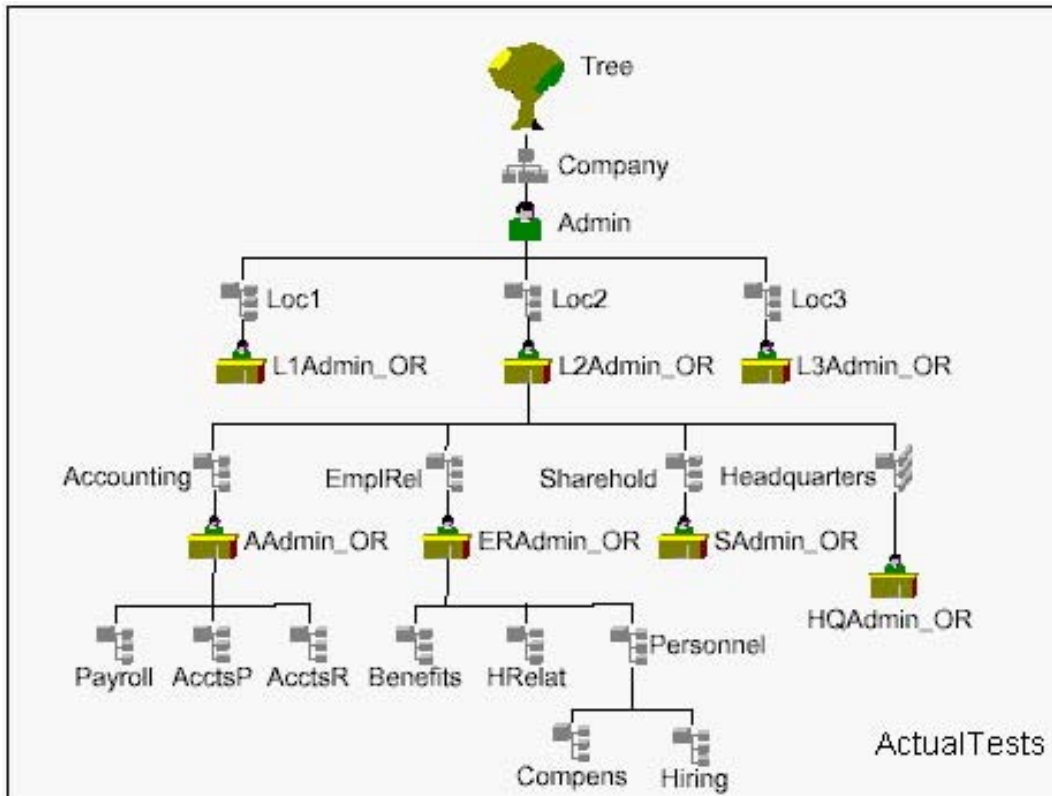 Tree
Company
Admin
Loc1 Loc2 Loc3
L1Admin_OR L2Admin_OR L3Admin_OR
Accounting EmplRel Sharehold Headquarters
AAdmin_OR ERAdmin_OR SAdmin_OR
HQAdmin_OR
Payroll AcctsP AcctsR Benefits HRelat Personnel
Compens Hiring
ActualTests